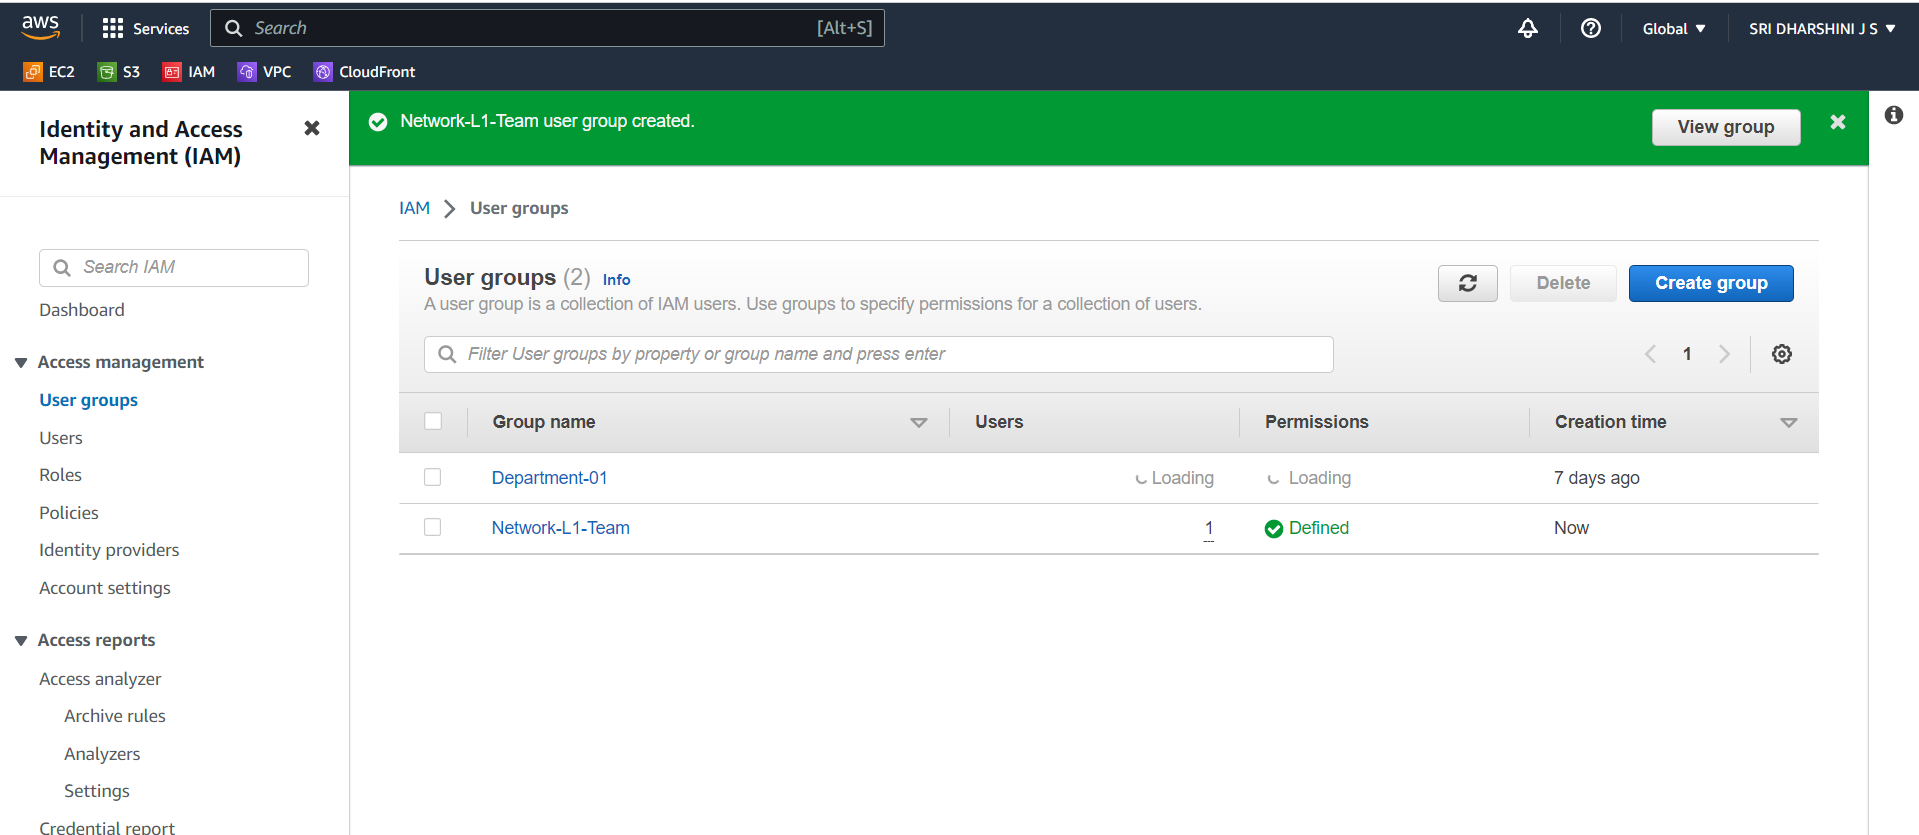 aws
Services
Search [Alt+S]
Global ▼
SRI DHARSHINI J S ▼
EC2
S3
IAM
VPC
CloudFront
Identity and Access
Management (IAM)
Search IAM
Dashboard
Access management
User groups
Users
Roles
Policies
Identity providers
Account settings
Access reports
Access analyzer
Archive rules
Analyzers
Settings
Credential report
Network-L1-Team user group created.
View group
IAM > User groups
User groups (2) Info
A user group is a collection of IAM users. Use groups to specify permissions for a collection of users.
Delete
Create group
Filter User groups by property or group name and press enter
1
Group name Users Permissions Creation time
Department-01 Loading Loading 7 days ago
Network-L1-Team 1 Defined Now